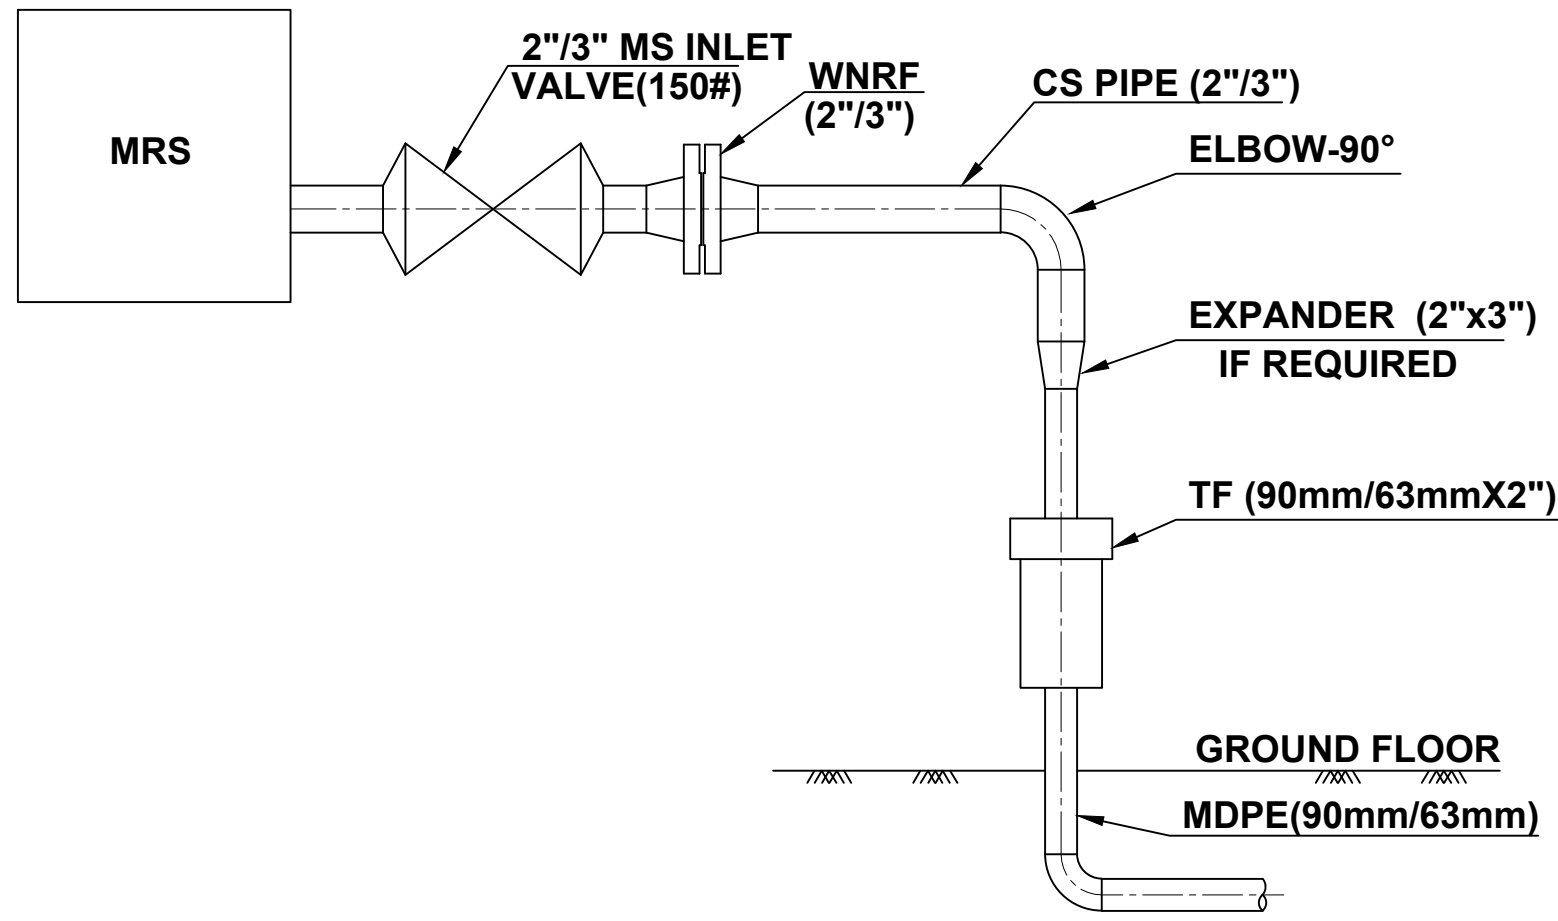 MRS
2"/3" MS INLET
VALVE(150#)
WNRF
(2"/3")
CS PIPE (2"/3")
ELBOW-90°
EXPANDER (2"x3")
IF REQUIRED
TF (90mm/63mmX2")
GROUND FLOOR
MDPE(90mm/63mm)